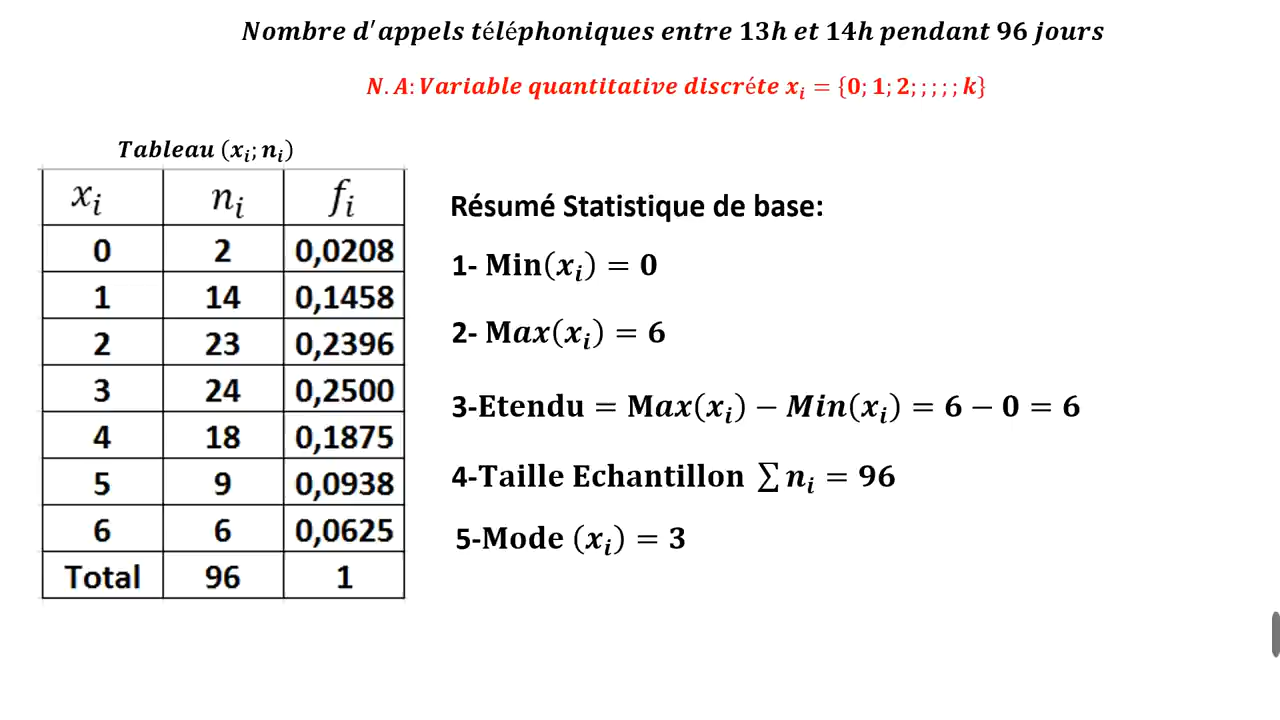 Nombre d'appels téléphoniques entre 13h et 14h pendant 96 jours
N.A: Variable quantitative discréte xᵢ = {0; 1; 2; ; ; ; ; k}
Tableau (xᵢ; nᵢ)
xᵢ nᵢ fᵢ
0 2 0,0208
1 14 0,1458
2 23 0,2396
3 24 0,2500
4 18 0,1875
5 9 0,0938
6 6 0,0625
Total 96 1
Résumé Statistique de base:
1- Min(xᵢ) = 0
2- Max(xᵢ) = 6
3-Etendu = Max(xᵢ) − Min(xᵢ) = 6 − 0 = 6
4-Taille Echantillon ∑ nᵢ = 96
5-Mode (xᵢ) = 3